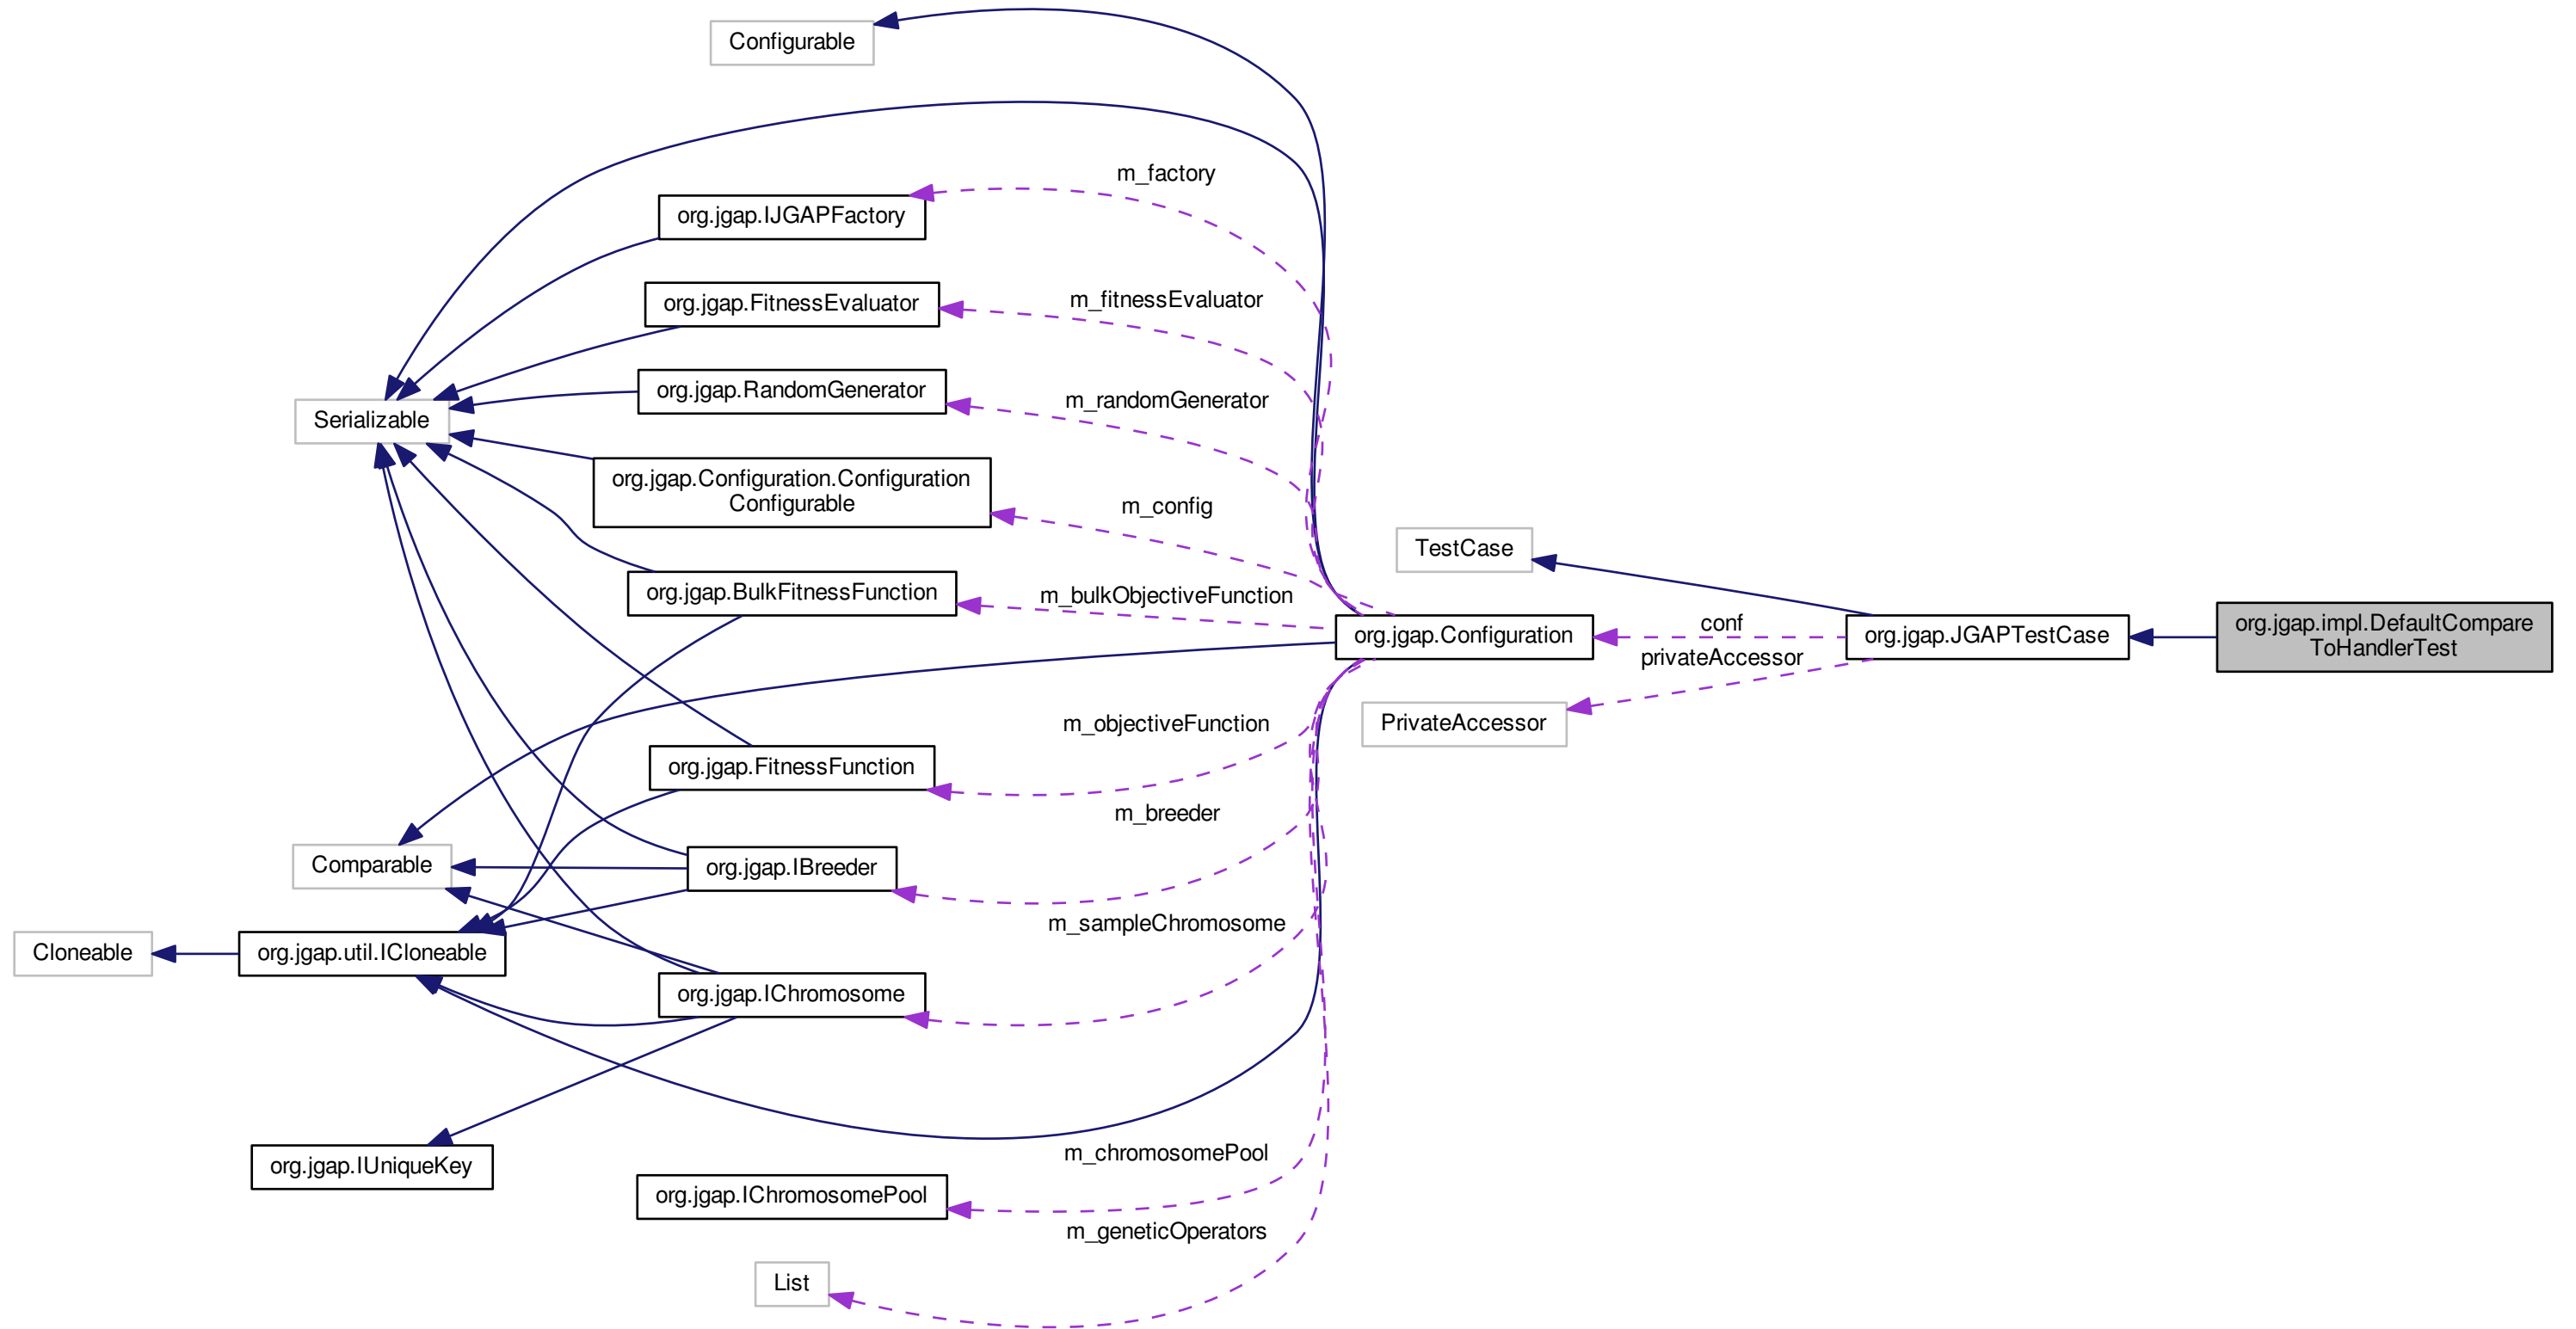 Configurable
m_factory
org.jgap.IJGAPFactory
m_fitnessEvaluator
org.jgap.FitnessEvaluator
org.jgap.RandomGenerator
m_randomGenerator
Serializable
org.jgap.Configuration.Configuration
Configurable
m_config
TestCase
org.jgap.BulkFitnessFunction
m_bulkObjectiveFunction
org.jgap.Configuration
conf
privateAccessor
org.jgap.JGAPTestCase
org.jgap.impl.DefaultCompare
ToHandlerTest
PrivateAccessor
m_objectiveFunction
org.jgap.FitnessFunction
m_breeder
Comparable
org.jgap.IBreeder
m_sampleChromosome
Cloneable
org.jgap.util.ICloneable
org.jgap.IChromosome
m_chromosomePool
org.jgap.IUniqueKey
org.jgap.IChromosomePool
m_geneticOperators
List